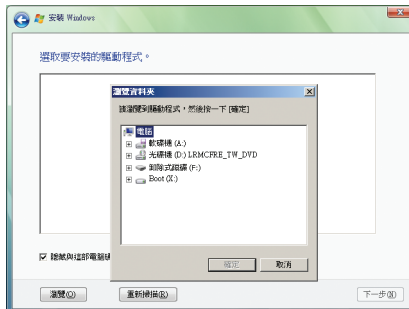 安裝 Windows
選取要安裝的驅動程式。
瀏覽資料夾
請瀏覽到驅動程式，然後按一下 [確定]
電腦
軟碟機 (A:)
光碟機 (D:) LRMCFRE_TW_DVD
卸除式磁碟 (F:)
Boot (X:)
隱藏與這部電腦硬
確定
取消
瀏覽(O)
重新掃描(R)
下一步(N)